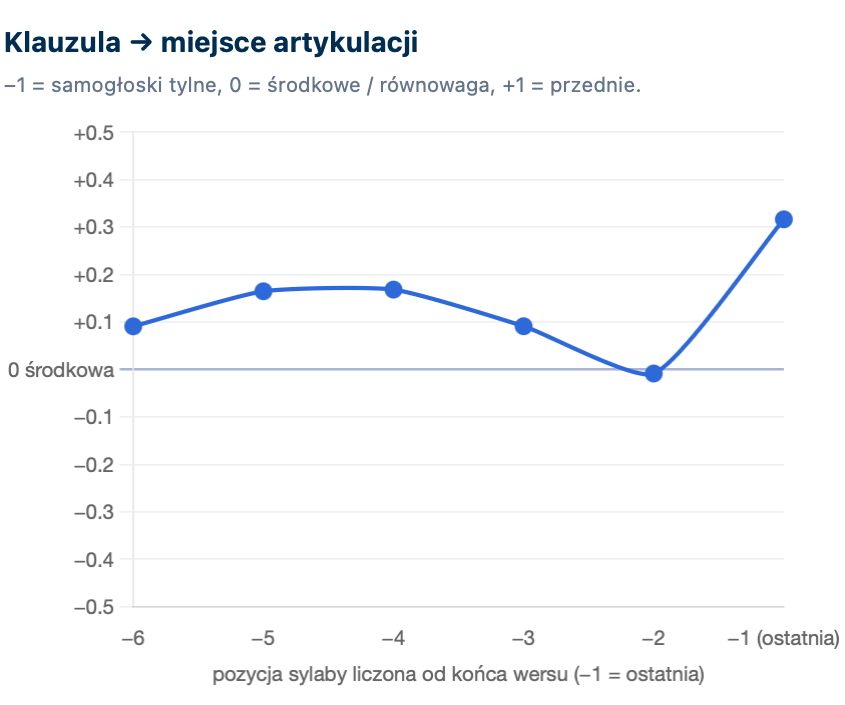 Klauzula → miejsce artykulacji
−1 = samogłoski tylne, 0 = środkowe / równowaga, +1 = przednie.
+0.5
+0.4
+0.3
+0.2
+0.1
0 środkowa
−0.1
−0.2
−0.3
−0.4
−0.5
−6 −5 −4 −3 −2 −1 (ostatnia)
pozycja sylaby liczona od końca wersu (−1 = ostatnia)